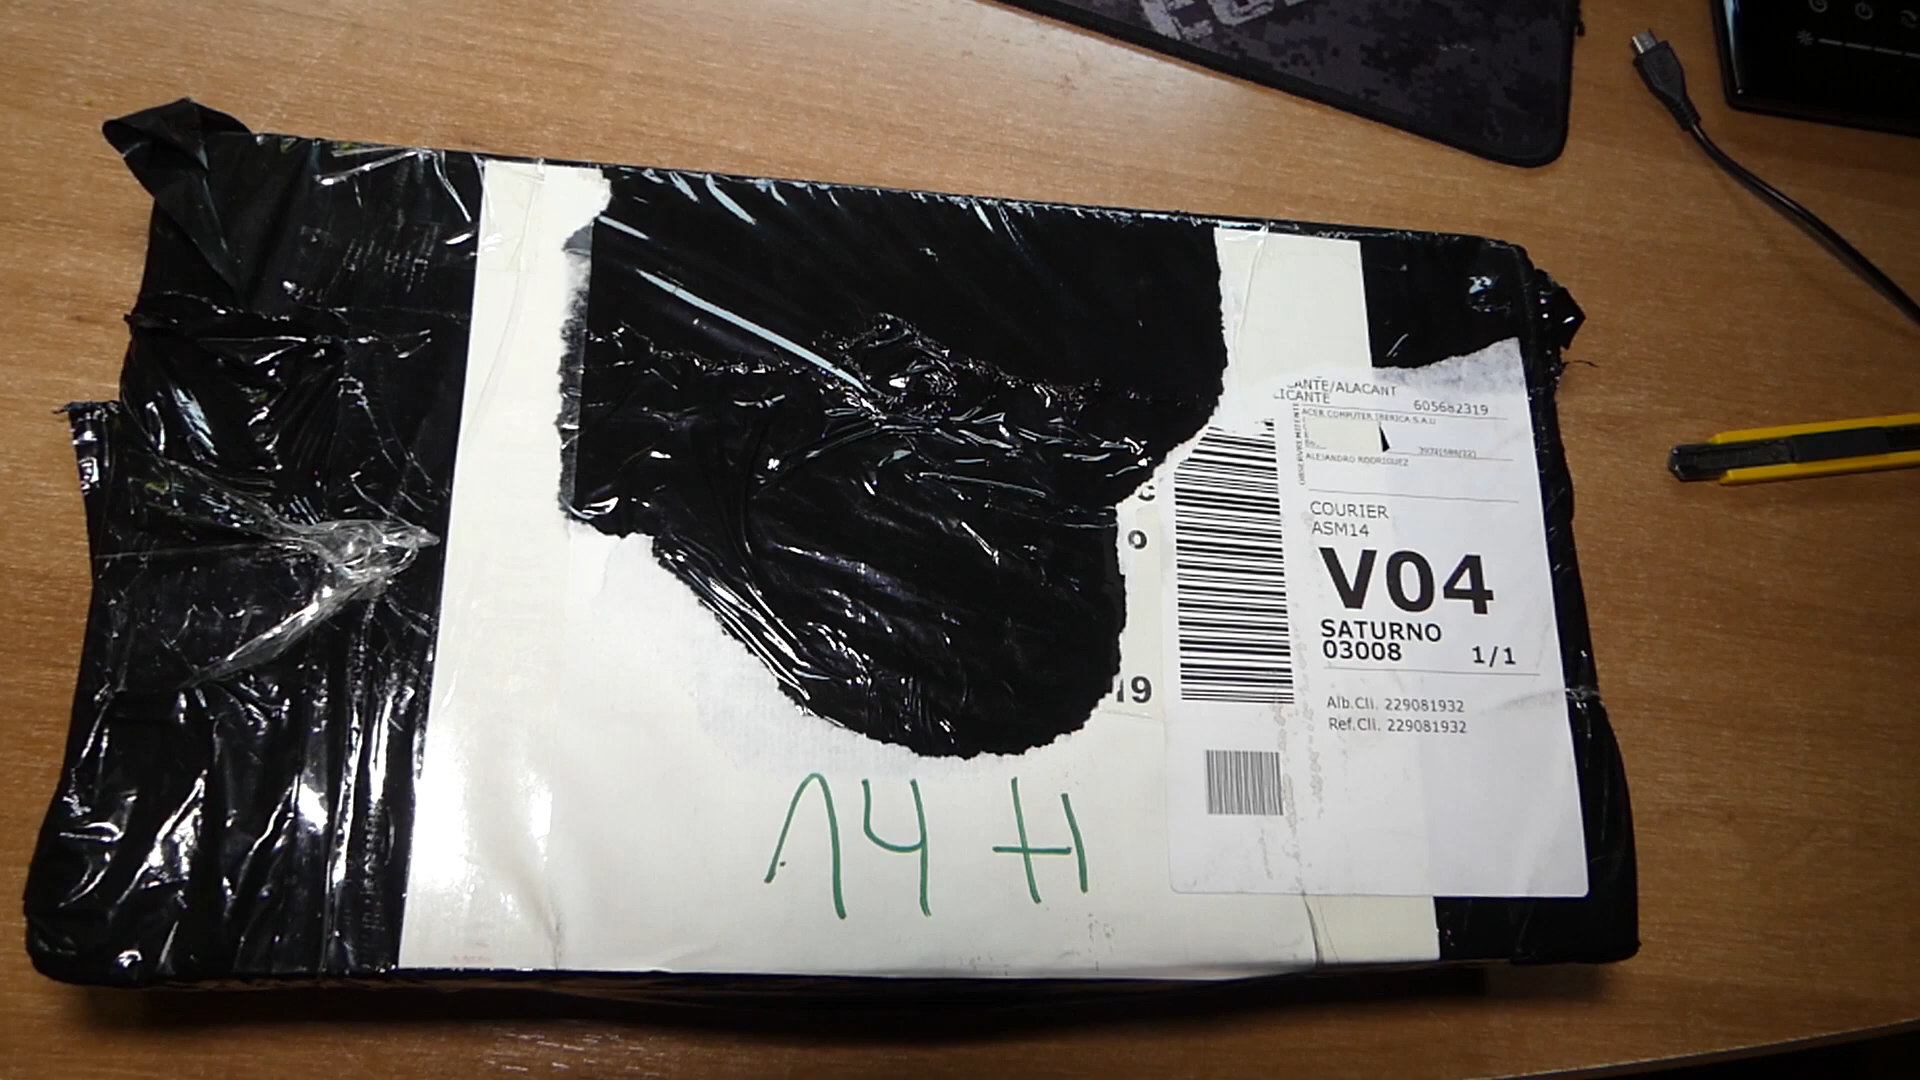 ANTE/ALACANT
LICANTE
605682319
ACER COMPUTER IBERICA S.A.U
ALEJANDRO RODRIGUEZ
COURIER
ASM14
V04
SATURNO
03008 1/1
Alb.Cli. 229081932
Ref.Cli. 229081932
19
14 H